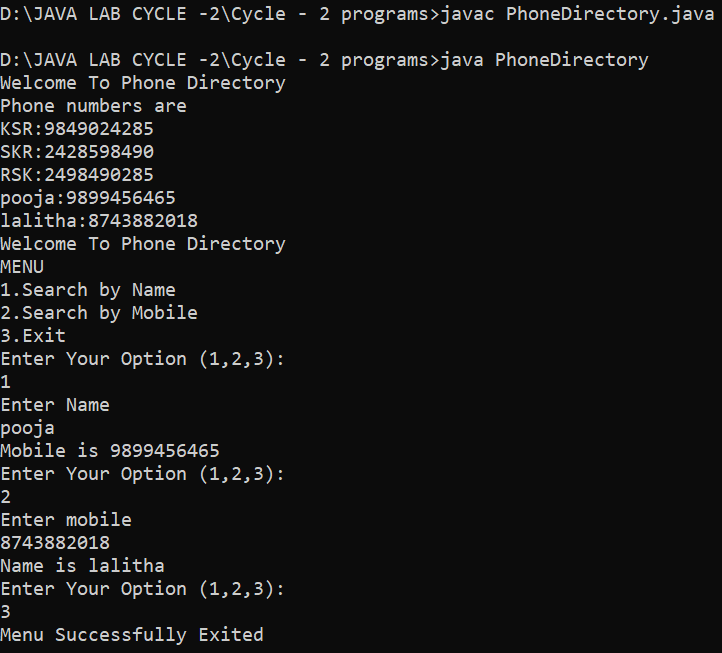 D:\JAVA LAB CYCLE -2\Cycle - 2 programs>javac PhoneDirectory.java
D:\JAVA LAB CYCLE -2\Cycle - 2 programs>java PhoneDirectory
Welcome To Phone Directory
Phone numbers are
KSR:9849024285
SKR:2428598490
RSK:2498490285
pooja:9899456465
lalitha:8743882018
Welcome To Phone Directory
MENU
1.Search by Name
2.Search by Mobile
3.Exit
Enter Your Option (1,2,3):
1
Enter Name
pooja
Mobile is 9899456465
Enter Your Option (1,2,3):
2
Enter mobile
8743882018
Name is lalitha
Enter Your Option (1,2,3):
3
Menu Successfully Exited